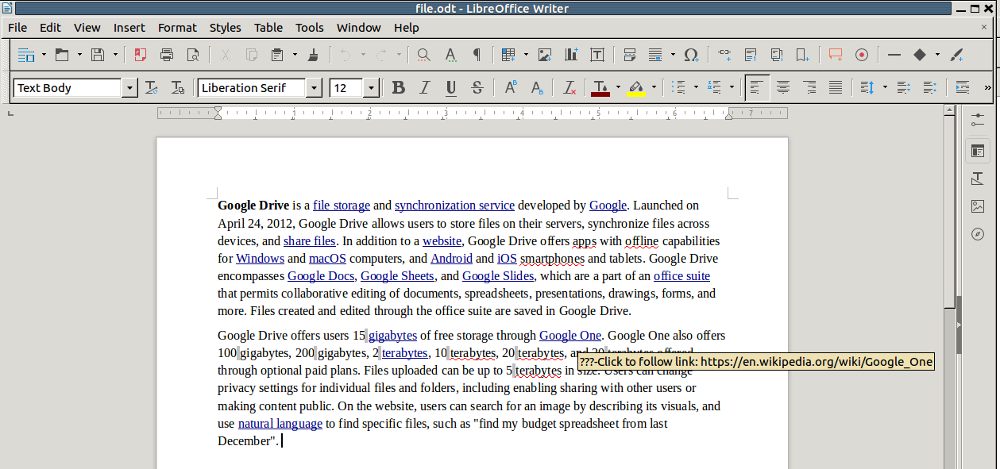 file.odt - LibreOffice Writer
File Edit View Insert Format Styles Table Tools Window Help
Text Body Liberation Serif 12
1 2 3 4 5 6 7
Google Drive is a file storage and synchronization service developed by Google. Launched on
April 24, 2012, Google Drive allows users to store files on their servers, synchronize files across
devices, and share files. In addition to a website, Google Drive offers apps with offline capabilities
for Windows and macOS computers, and Android and iOS smartphones and tablets. Google Drive
encompasses Google Docs, Google Sheets, and Google Slides, which are a part of an office suite
that permits collaborative editing of documents, spreadsheets, presentations, drawings, forms, and
more. Files created and edited through the office suite are saved in Google Drive.
Google Drive offers users 15 gigabytes of free storage through Google One. Google One also offers
100 gigabytes, 200 gigabytes, 2 terabytes, 10 terabytes, 20 terabytes, and 30 terabytes offered
???-Click to follow link: https://en.wikipedia.org/wiki/Google_One
through optional paid plans. Files uploaded can be up to 5 terabytes in size. Users can change
privacy settings for individual files and folders, including enabling sharing with other users or
making content public. On the website, users can search for an image by describing its visuals, and
use natural language to find specific files, such as "find my budget spreadsheet from last
December".